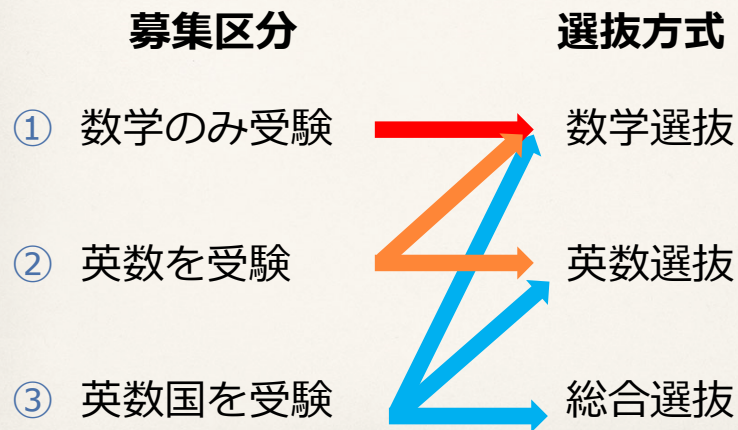 募集区分 選抜方式
① 数学のみ受験 数学選抜
② 英数を受験 英数選抜
③ 英数国を受験 総合選抜